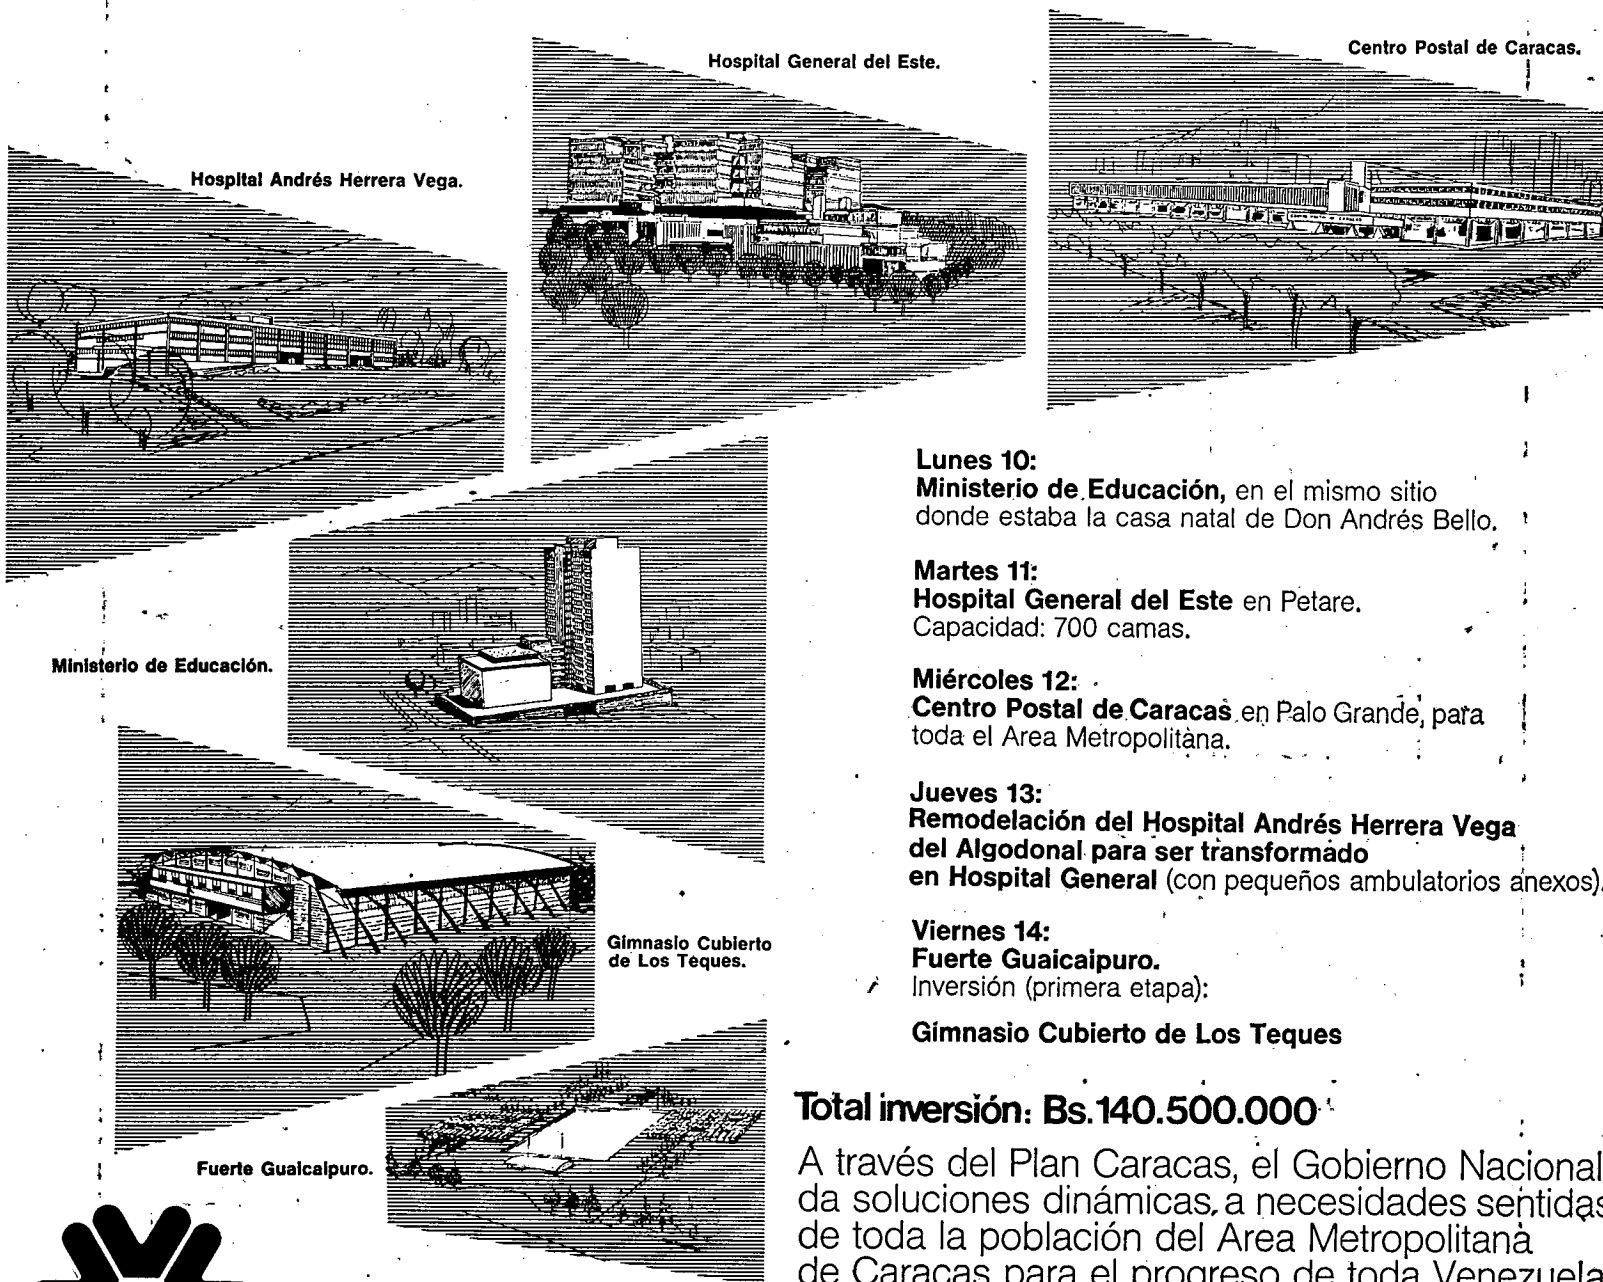 Hospital General del Este.
Centro Postal de Caracas.
Hospital Andrés Herrera Vega.
Ministerio de Educación.
Gimnasio Cubierto
de Los Teques.
Fuerte Guaicaipuro.
Lunes 10:
Ministerio de Educación, en el mismo sitio
donde estaba la casa natal de Don Andrés Bello.
Martes 11:
Hospital General del Este en Petare.
Capacidad: 700 camas.
Miércoles 12:
Centro Postal de Caracas en Palo Grande, para
toda el Area Metropolitana.
Jueves 13:
Remodelación del Hospital Andrés Herrera Vega
del Algodonal para ser transformado
en Hospital General (con pequeños ambulatorios anexos).
Viernes 14:
Fuerte Guaicaipuro.
Inversión (primera etapa):
Gimnasio Cubierto de Los Teques
Total inversión: Bs.140.500.000
A través del Plan Caracas, el Gobierno Nacional
da soluciones dinámicas, a necesidades sentidas
de toda la población del Area Metropolitana
de Caracas para el progreso de toda Venezuela